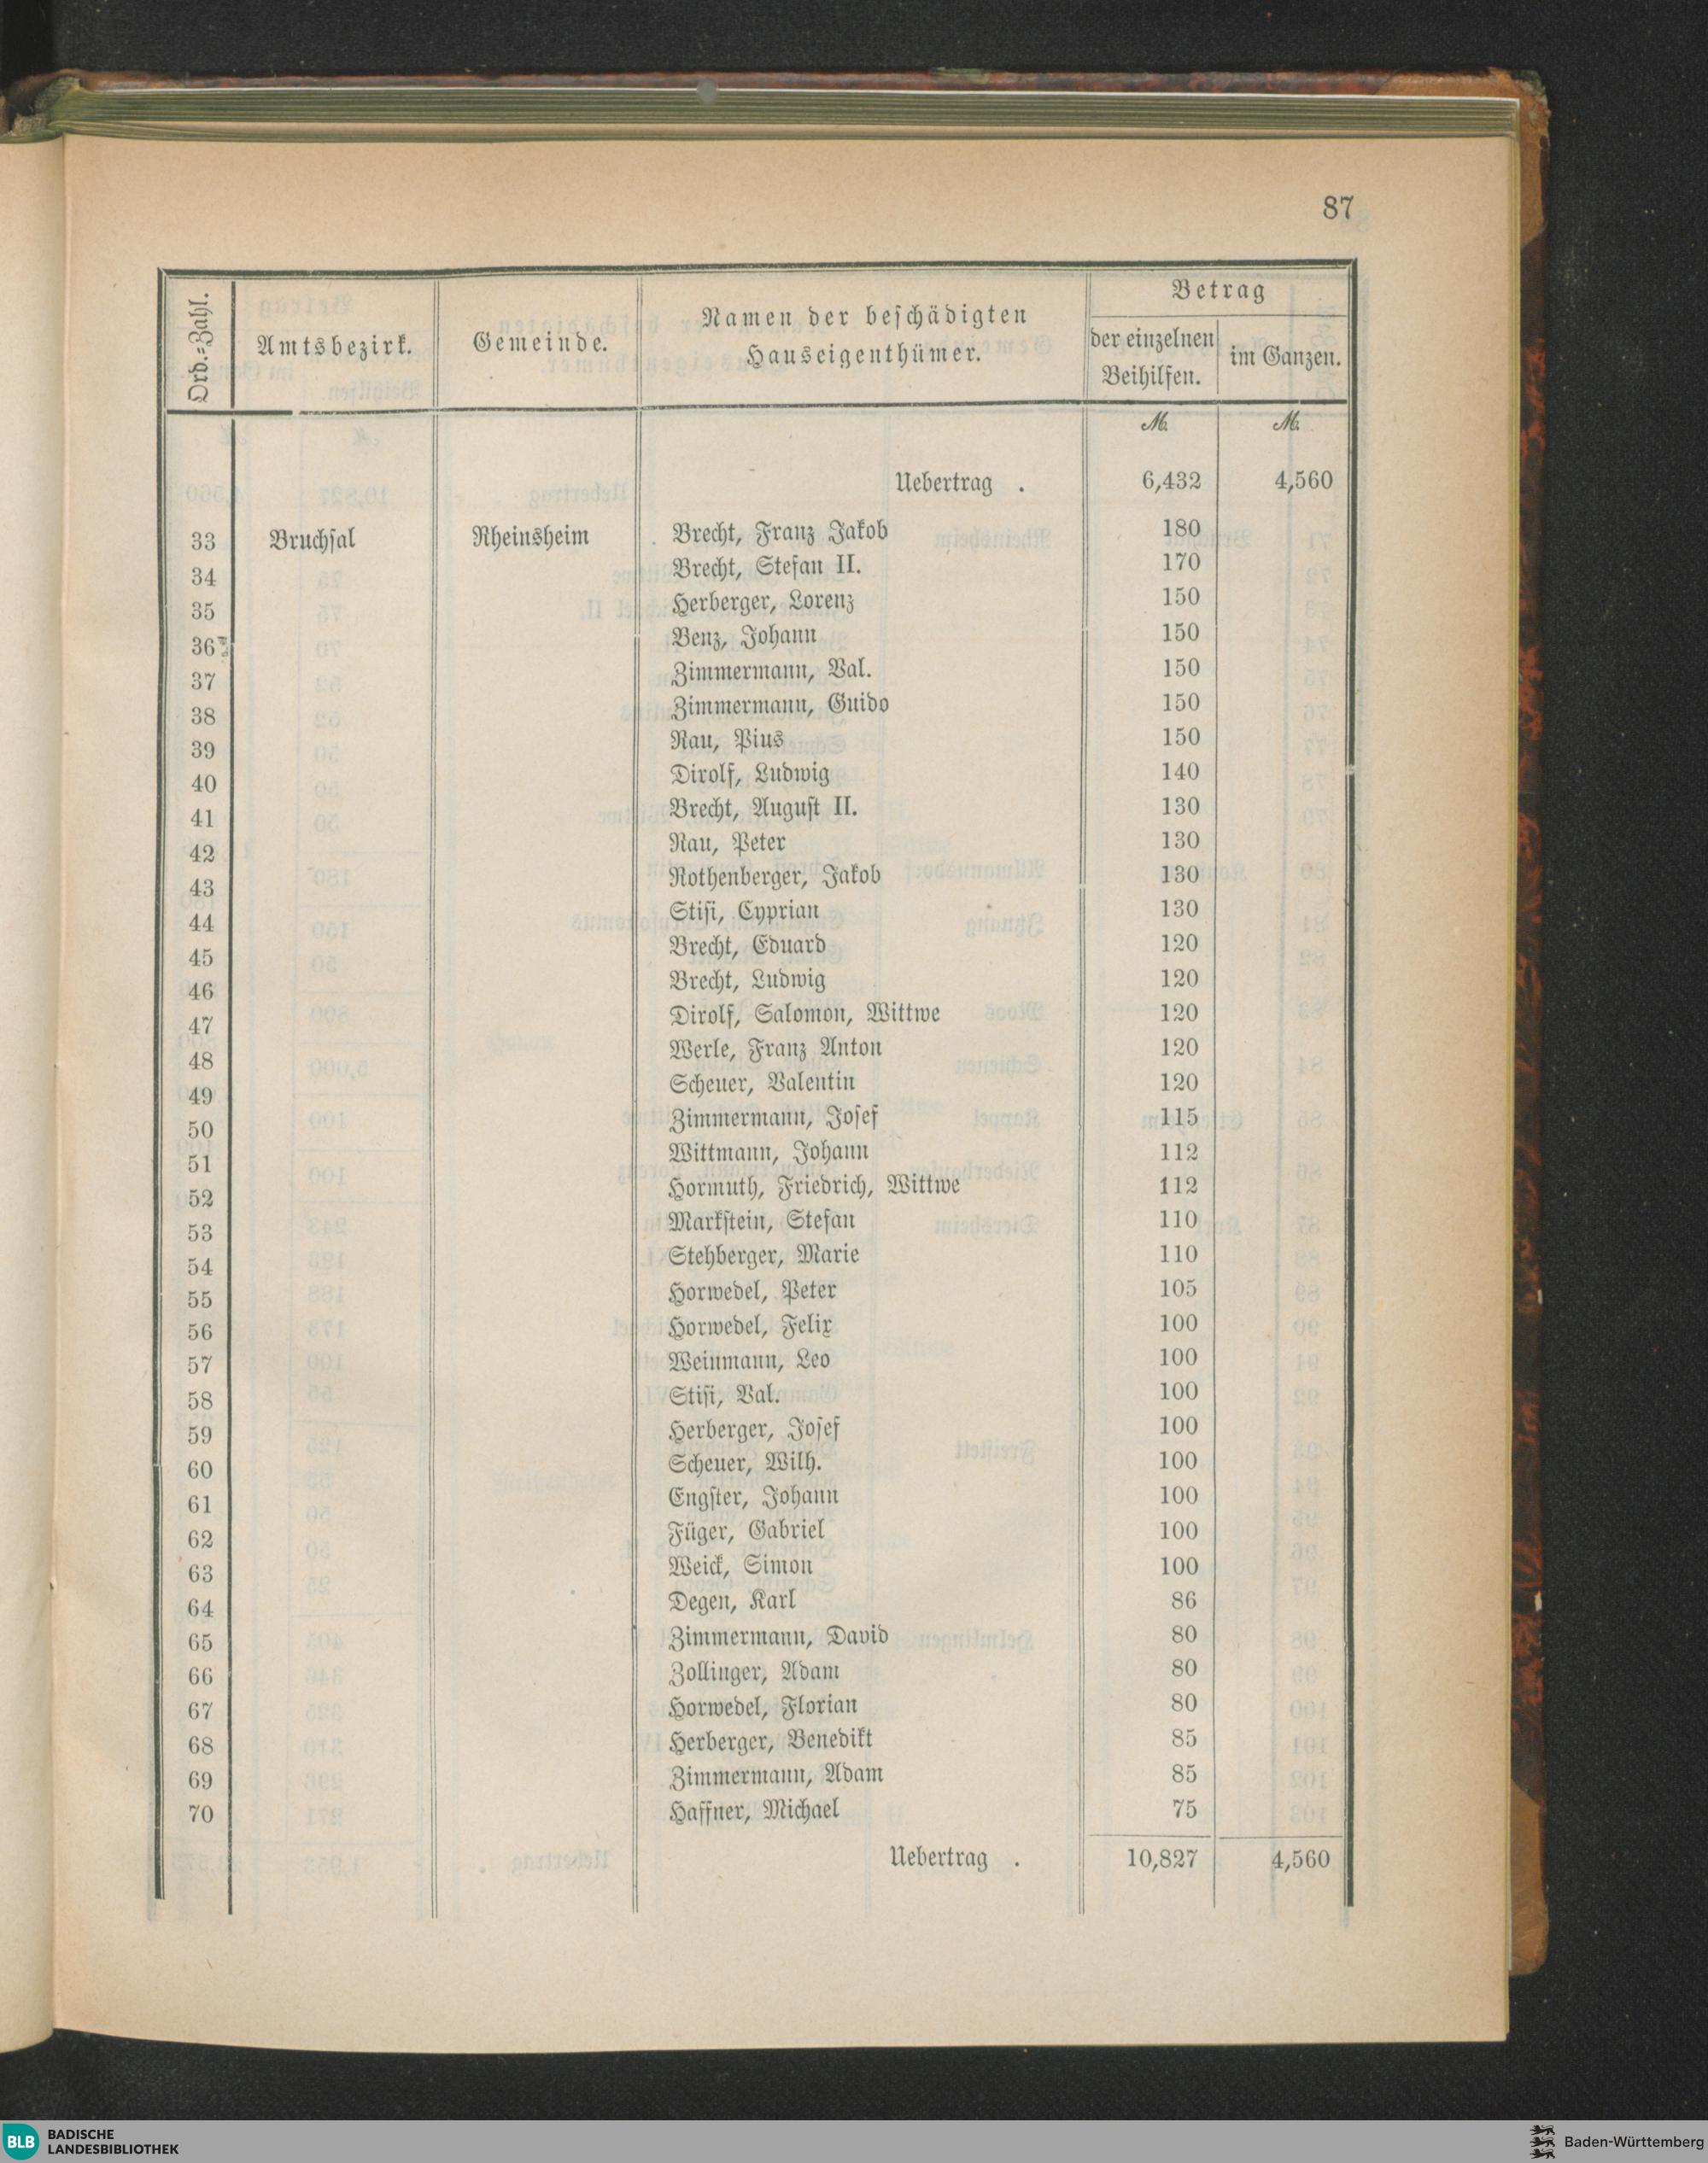 87
Ord.-Zahl. Amtsbezirk. Gemeinde. Namen der beschädigten Hauseigenthümer. Betrag
der einzelnen Beihilfen. im Ganzen.
M. M.
Uebertrag . 6,432 4,560
33 Bruchsal Rheinsheim Brecht, Franz Jakob 180
34 Brecht, Stefan II. 170
35 Herberger, Lorenz 150
36 Benz, Johann 150
37 Zimmermann, Val. 150
38 Zimmermann, Guido 150
39 Nau, Pius 150
40 Dirolf, Ludwig 140
41 Brecht, August II. 130
42 Nau, Peter 130
43 Rothenberger, Jakob 130
44 Stisi, Cyprian 130
45 Brecht, Eduard 120
46 Brecht, Ludwig 120
47 Dirolf, Salomon, Wittwe 120
48 Werle, Franz Anton 120
49 Scheuer, Valentin 120
50 Zimmermann, Josef 115
51 Wittmann, Johann 112
52 Hormuth, Friedrich, Wittwe 112
53 Markstein, Stefan 110
54 Stehberger, Marie 110
55 Horwedel, Peter 105
56 Horwedel, Felix 100
57 Weinmann, Leo 100
58 Stisi, Val. 100
59 Herberger, Josef 100
60 Scheuer, Wilh. 100
61 Engster, Johann 100
62 Füger, Gabriel 100
63 Weick, Simon 100
64 Degen, Karl 86
65 Zimmermann, David 80
66 Zollinger, Adam 80
67 Horwedel, Florian 80
68 Herberger, Benedikt 85
69 Zimmermann, Adam 85
70 Haffner, Michael 75
Uebertrag . 10,827 4,560
BLB BADISCHE
LANDESBIBLIOTHEK
Baden-Württemberg